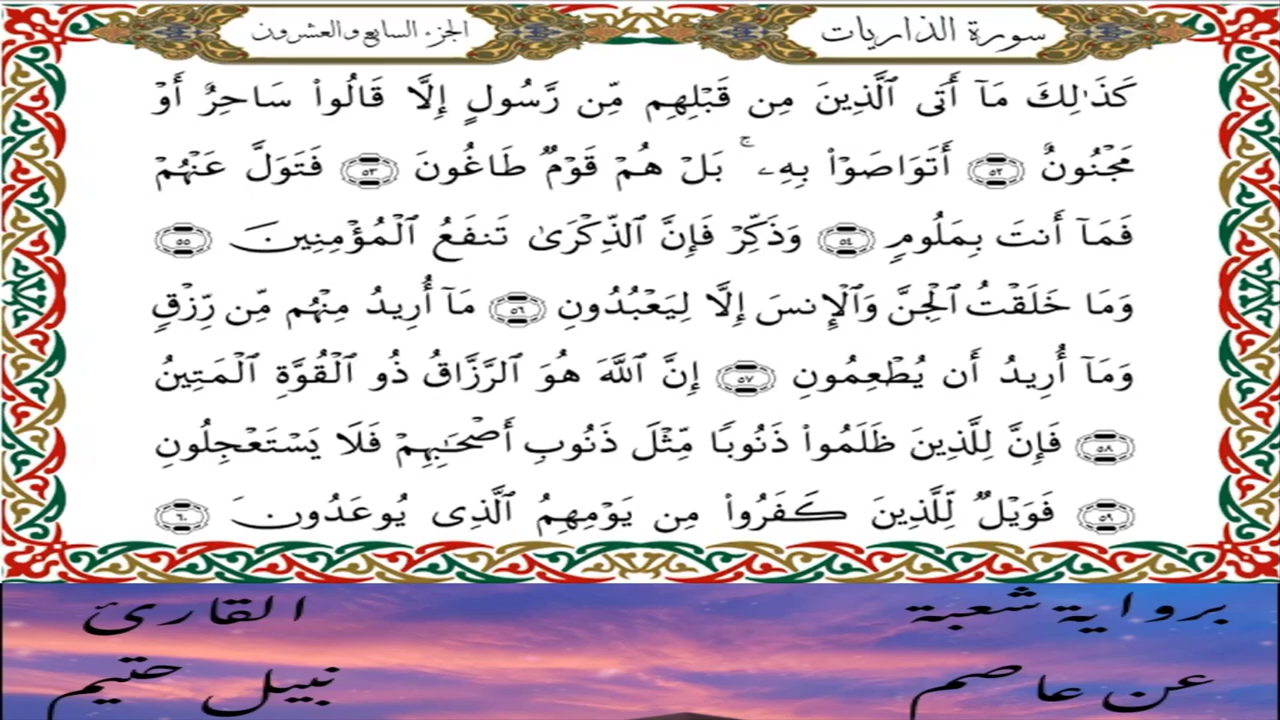 سورة الذاريات
الجزء السابع والعشرون
كَذَٰلِكَ مَآ أَتَى ٱلَّذِينَ مِن قَبْلِهِم مِّن رَّسُولٍ إِلَّا قَالُوا۟ سَاحِرٌ أَوْ
مَجْنُونٌ ٥٢ أَتَوَاصَوْا۟ بِهِۦ ۚ بَلْ هُمْ قَوْمٌ طَاغُونَ ٥٣ فَتَوَلَّ عَنْهُمْ
فَمَآ أَنتَ بِمَلُومٍ ٥٤ وَذَكِّرْ فَإِنَّ ٱلذِّكْرَىٰ تَنفَعُ ٱلْمُؤْمِنِينَ ٥٥
وَمَا خَلَقْتُ ٱلْجِنَّ وَٱلْإِنسَ إِلَّا لِيَعْبُدُونِ ٥٦ مَآ أُرِيدُ مِنْهُم مِّن رِّزْقٍ
وَمَآ أُرِيدُ أَن يُطْعِمُونِ ٥٧ إِنَّ ٱللَّهَ هُوَ ٱلرَّزَّاقُ ذُو ٱلْقُوَّةِ ٱلْمَتِينُ
٥٨ فَإِنَّ لِلَّذِينَ ظَلَمُوا۟ ذَنُوبًا مِّثْلَ ذَنُوبِ أَصْحَٰبِهِمْ فَلَا يَسْتَعْجِلُونِ
٥٩ فَوَيْلٌ لِّلَّذِينَ كَفَرُوا۟ مِن يَوْمِهِمُ ٱلَّذِى يُوعَدُونَ ٦٠
برواية شعبة
القارئ
عن عاصم
نبيل حتيم